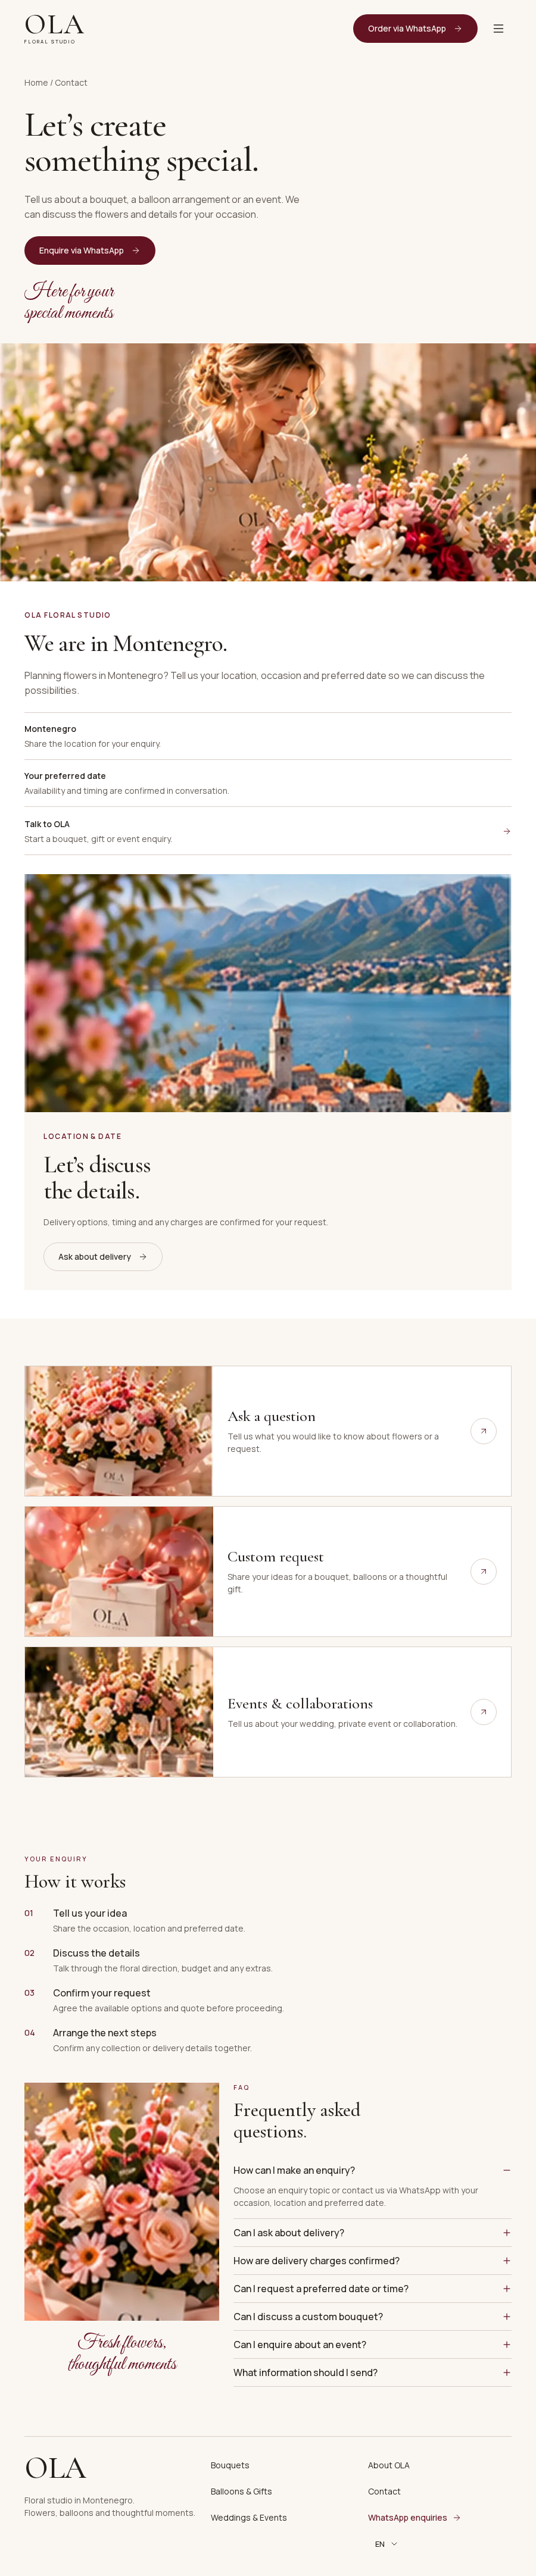 OLA
FLORAL STUDIO
Order via WhatsApp
Home / Contact
Let’s create
something special.
Tell us about a bouquet, a balloon arrangement or an event. We
can discuss the flowers and details for your occasion.
Enquire via WhatsApp
Here for your
special moments
OLA
OLA FLORAL STUDIO
We are in Montenegro.
Planning flowers in Montenegro? Tell us your location, occasion and preferred date so we can discuss the
possibilities.
Montenegro
Share the location for your enquiry.
Your preferred date
Availability and timing are confirmed in conversation.
Talk to OLA
Start a bouquet, gift or event enquiry.
LOCATION & DATE
Let’s discuss
the details.
Delivery options, timing and any charges are confirmed for your request.
Ask about delivery
OLA
Ask a question
Tell us what you would like to know about flowers or a
request.
OLA
Custom request
Share your ideas for a bouquet, balloons or a thoughtful
gift.
Events & collaborations
Tell us about your wedding, private event or collaboration.
YOUR ENQUIRY
How it works
01 Tell us your idea
Share the occasion, location and preferred date.
02 Discuss the details
Talk through the floral direction, budget and any extras.
03 Confirm your request
Agree the available options and quote before proceeding.
04 Arrange the next steps
Confirm any collection or delivery details together.
OLA
Fresh flowers,
thoughtful moments
FAQ
Frequently asked
questions.
How can I make an enquiry?
Choose an enquiry topic or contact us via WhatsApp with your
occasion, location and preferred date.
Can I ask about delivery?
How are delivery charges confirmed?
Can I request a preferred date or time?
Can I discuss a custom bouquet?
Can I enquire about an event?
What information should I send?
OLA
Floral studio in Montenegro.
Flowers, balloons and thoughtful moments.
Bouquets
Balloons & Gifts
Weddings & Events
About OLA
Contact
WhatsApp enquiries
EN